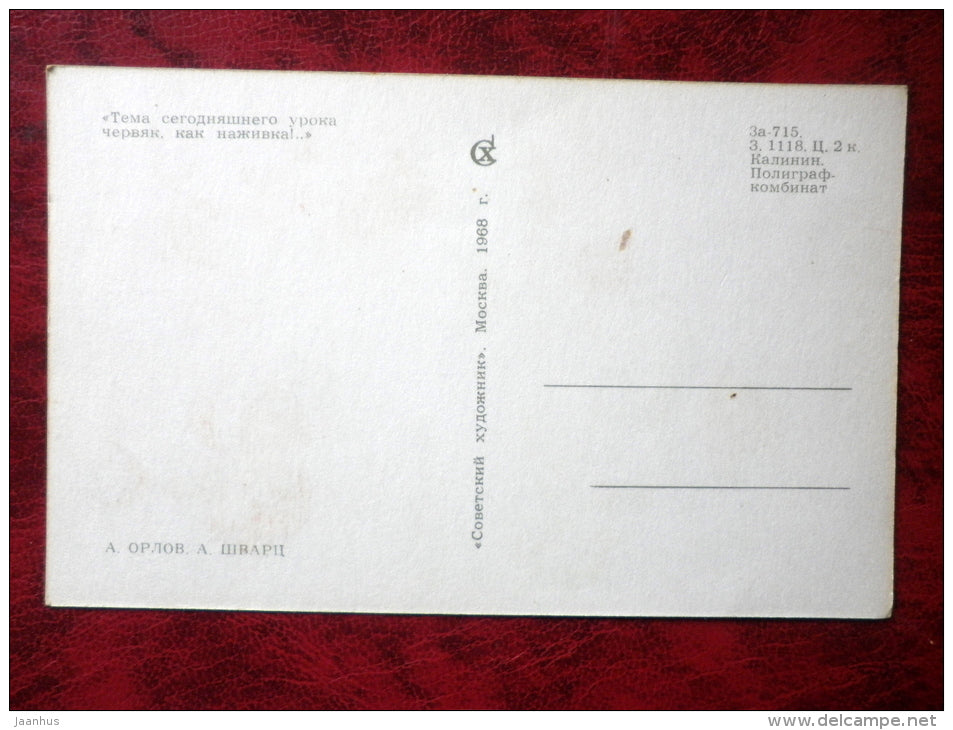 «Тема сегодняшнего урока
червяк, как наживка!..»
СХ
За-715.
З. 1118. Ц. 2 к.
Калинин.
Полиграф-
комбинат
«Советский художник». Москва. 1968 г.
А. ОРЛОВ, А. ШВАРЦ
jaanhus
www.delcampe.net